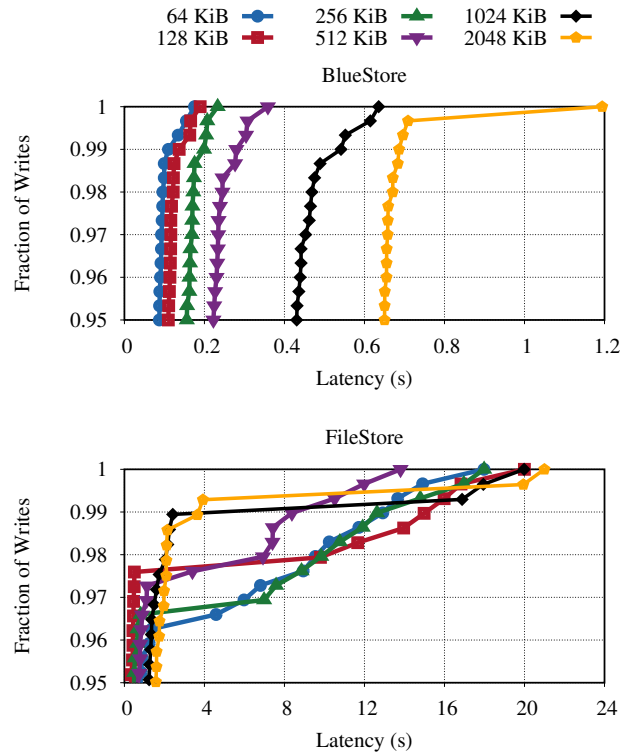 64 KiB 256 KiB 1024 KiB
128 KiB 512 KiB 2048 KiB
BlueStore
1
0.99
0.98
0.97
0.96
0.95
Fraction of Writes
0 0.2 0.4 0.6 0.8 1 1.2
Latency (s)
FileStore
1
0.99
0.98
0.97
0.96
0.95
Fraction of Writes
0 4 8 12 16 20 24
Latency (s)